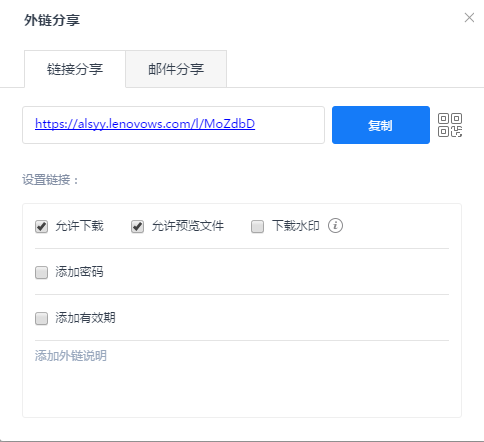 外链分享
链接分享 邮件分享
https://alsyy.lenovows.com/l/MoZdbD 复制
设置链接：
允许下载 允许预览文件 下载水印
添加密码
添加有效期
添加外链说明